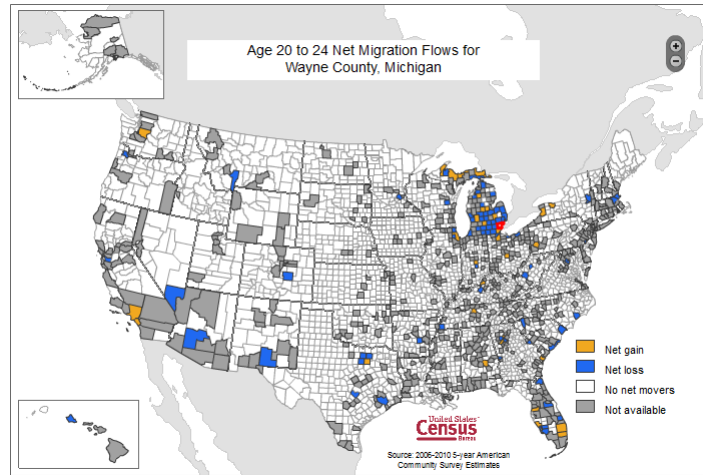 Age 20 to 24 Net Migration Flows for
Wayne County, Michigan
Net gain
Net loss
No net movers
Not available
United States®
Census
Bureau
Source: 2006-2010 5-year American
Community Survey Estimates